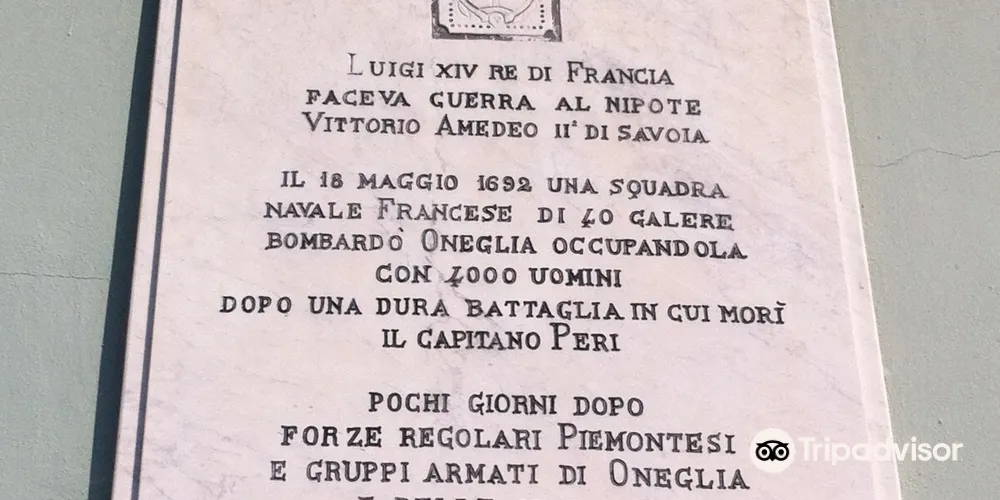 LUIGI XIV RE DI FRANCIA
FACEVA GUERRA AL NIPOTE
VITTORIO AMEDEO II° DI SAVOIA
IL 18 MAGGIO 1692 UNA SQUADRA
NAVALE FRANCESE DI 40 GALERE
BOMBARDÒ ONEGLIA OCCUPANDOLA
CON 4000 UOMINI
DOPO UNA DURA BATTAGLIA IN CUI MORÌ
IL CAPITANO PERI
POCHI GIORNI DOPO
FORZE REGOLARI PIEMONTESI
E GRUPPI ARMATI DI ONEGLIA
Tripadvisor